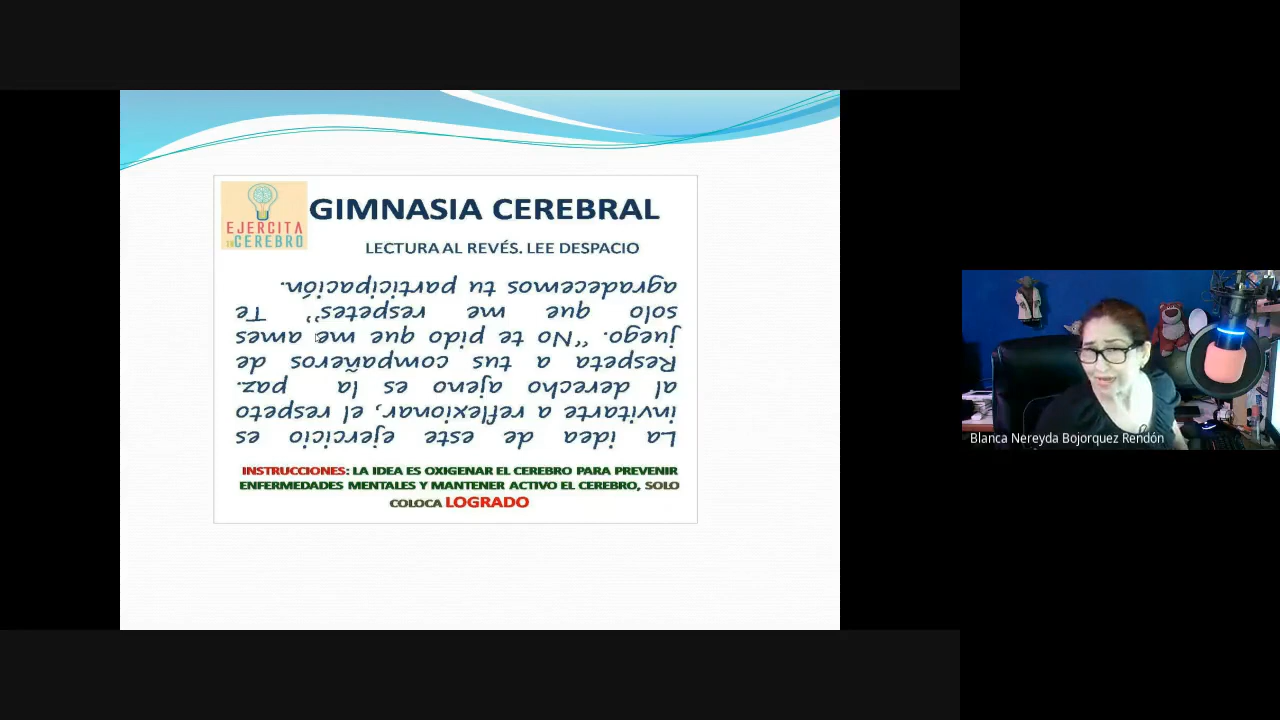 EJERCITA
TU CEREBRO
GIMNASIA CEREBRAL
LECTURA AL REVÉS. LEE DESPACIO
La idea de este ejercicio es
invitarte a reflexionar, el respeto
al derecho ajeno es la paz.
Respeta a tus compañeros de
juego. “No te pido que me ames
solo que me respetes” Te
agradecemos tu participación.
INSTRUCCIONES: LA IDEA ES OXIGENAR EL CEREBRO PARA PREVENIR
ENFERMEDADES MENTALES Y MANTENER ACTIVO EL CEREBRO, SOLO
COLOCA LOGRADO
Blanca Nereyda Bojorquez Rendón